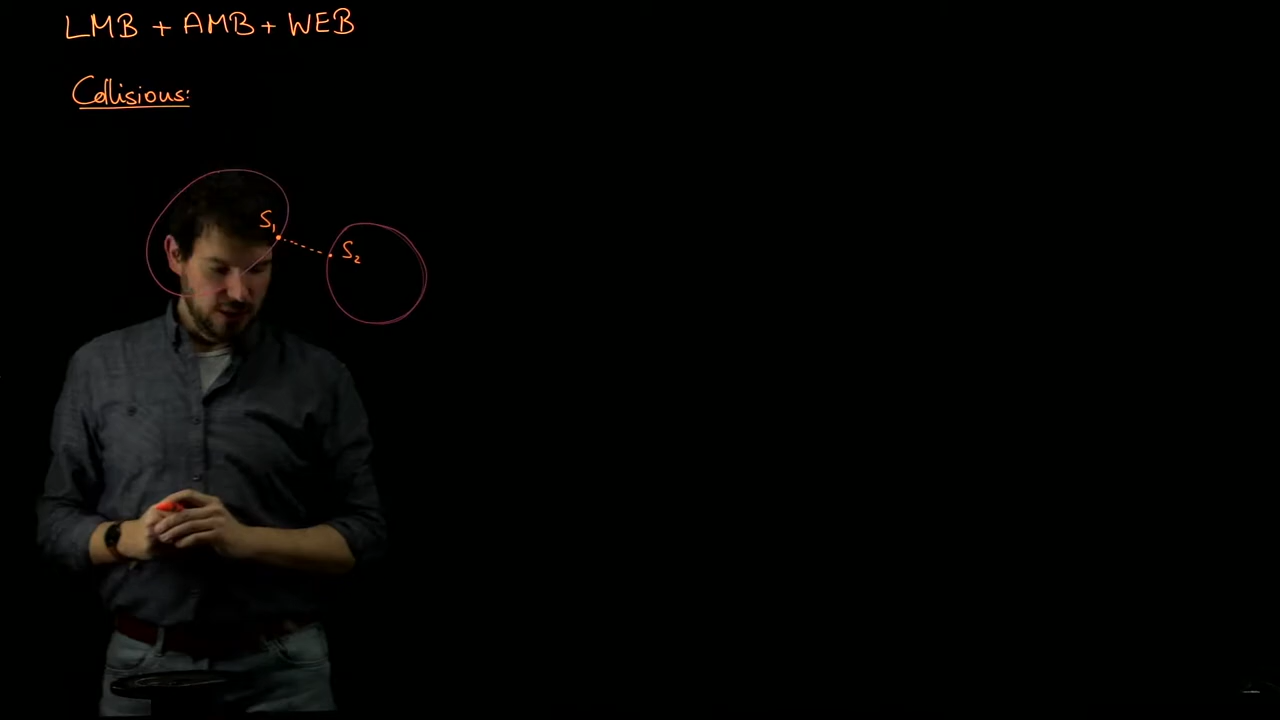 LMB + AMB + WEB
Collisions:
S₁
S₂